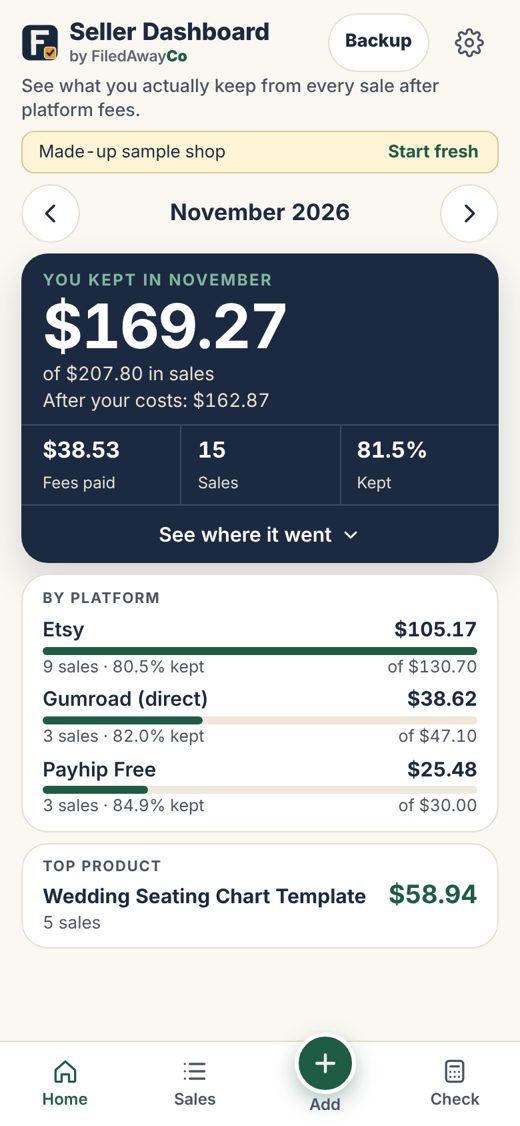 F
Seller Dashboard
by FiledAwayCo
Backup
See what you actually keep from every sale after
platform fees.
Made-up sample shop
Start fresh
November 2026
YOU KEPT IN NOVEMBER
$169.27
of $207.80 in sales
After your costs: $162.87
$38.53
Fees paid
15
Sales
81.5%
Kept
See where it went
BY PLATFORM
Etsy
$105.17
9 sales · 80.5% kept
of $130.70
Gumroad (direct)
$38.62
3 sales · 82.0% kept
of $47.10
Payhip Free
$25.48
3 sales · 84.9% kept
of $30.00
TOP PRODUCT
Wedding Seating Chart Template
$58.94
5 sales
Home
Sales
Add
Check